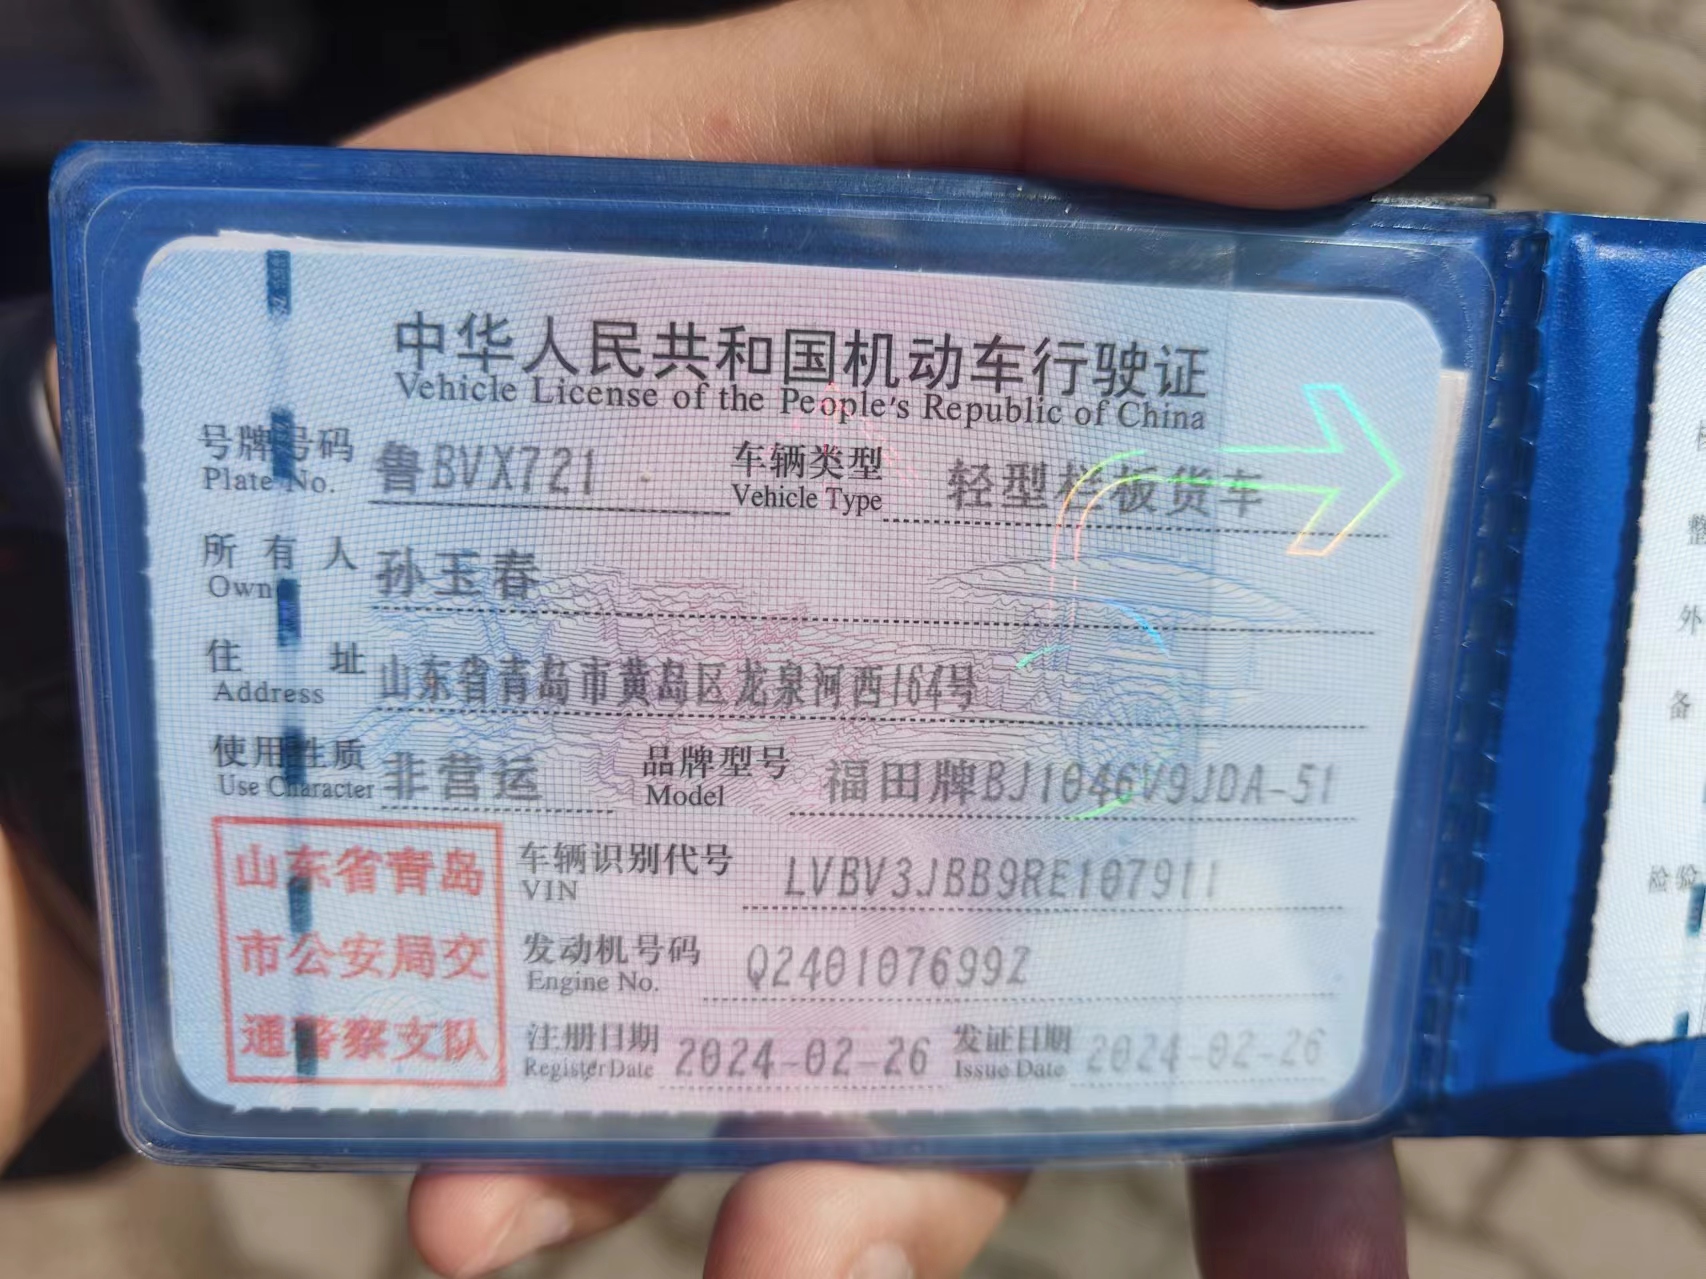 中华人民共和国机动车行驶证
Vehicle License of the People's Republic of China
号牌号码 鲁BVX721 车辆类型 轻型栏板货车
Plate No. Vehicle Type
所有人 孙玉春
Owner
住址 山东省青岛市黄岛区龙泉河西164号
Address
使用性质 非营运 品牌型号 福田牌BJ1046V9JDA-51
Use Character Model
山东省青岛
市公安局交
通警察支队
车辆识别代号 LVBV3JBB9RE107911
VIN
发动机号码 Q240107699Z
Engine No.
注册日期 2024-02-26 发证日期 2024-02-26
Register Date Issue Date
整
外
备
检验